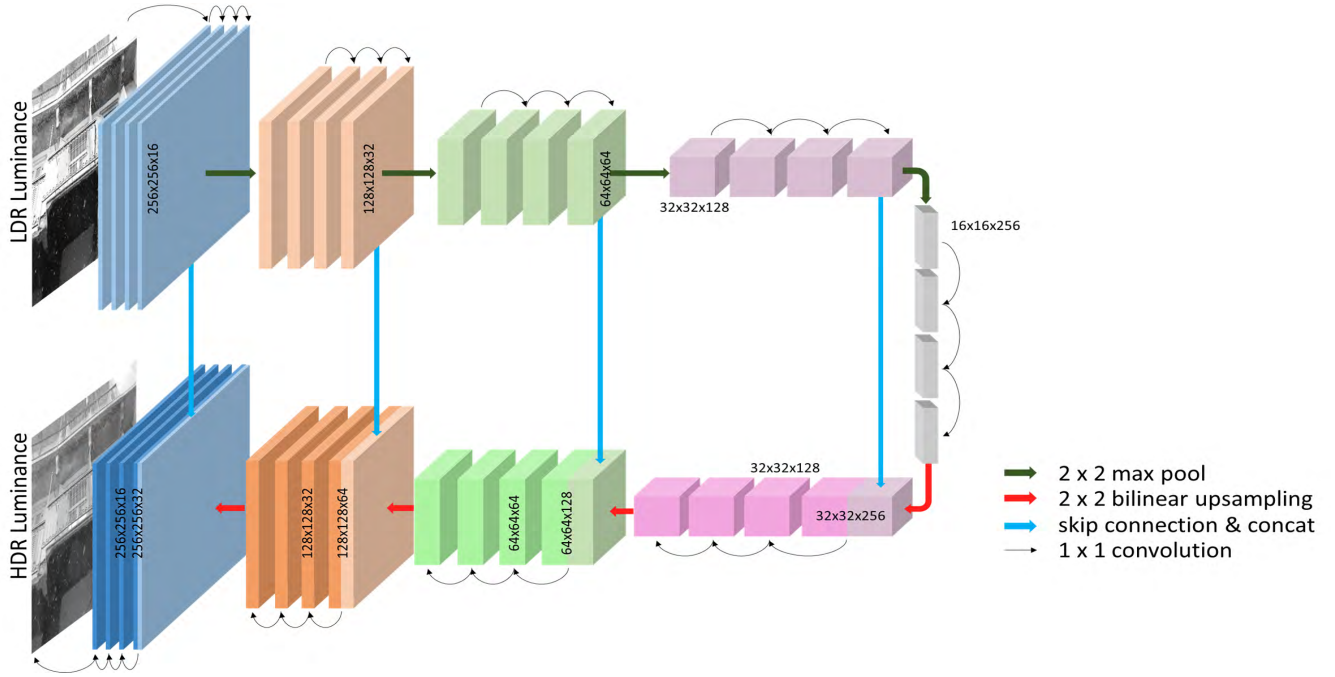 LDR Luminance
256x256x16
128x128x32
64x64x64
32x32x128
16x16x256
HDR Luminance
256x256x16
256x256x32
128x128x32
128x128x64
64x64x64
64x64x128
32x32x128
32x32x256
2 x 2 max pool
2 x 2 bilinear upsampling
skip connection & concat
1 x 1 convolution